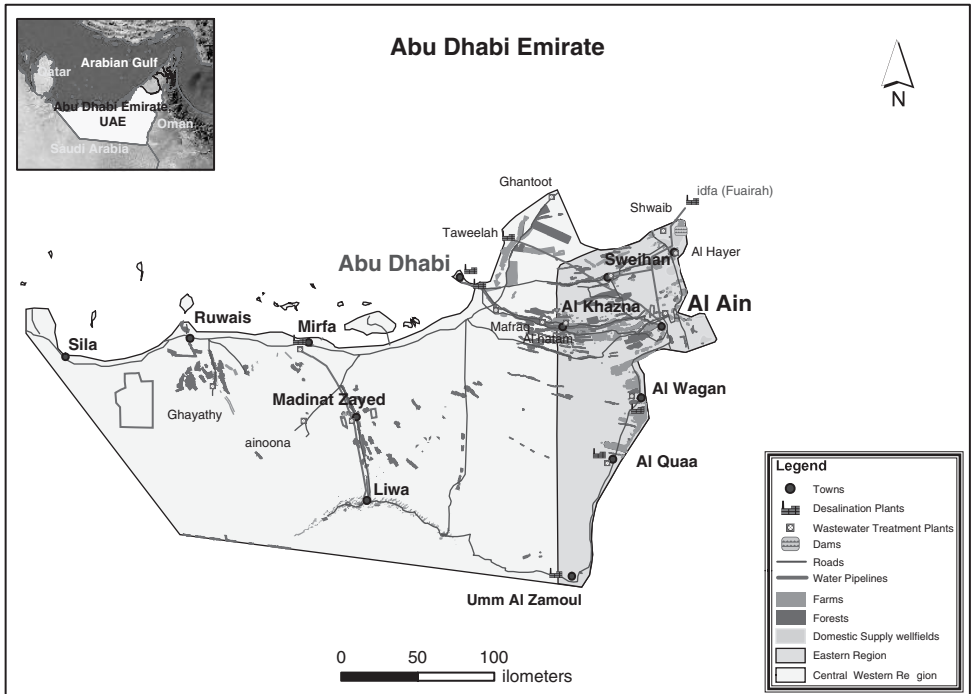 Abu Dhabi Emirate
Arabian Gulf
Qatar
Abu Dhabi Emirate,
UAE
Oman
Saudi Arabia
N
Ghantoot
idfa (Fuairah)
Shwaib
Taweelah
Al Hayer
Sweihan
Abu Dhabi
Al Khazna
Al Ain
Mafraq
Al hatam
Ruwais
Mirfa
Sila
Al Wagan
Madinat Zayed
Ghayathy
ainoona
Al Quaa
Liwa
Umm Al Zamoul
0 50 100
ilometers
Legend
Towns
Desalination Plants
Wastewater Treatment Plants
Dams
Roads
Water Pipelines
Farms
Forests
Domestic Supply wellfields
Eastern Region
Central Western Re gion